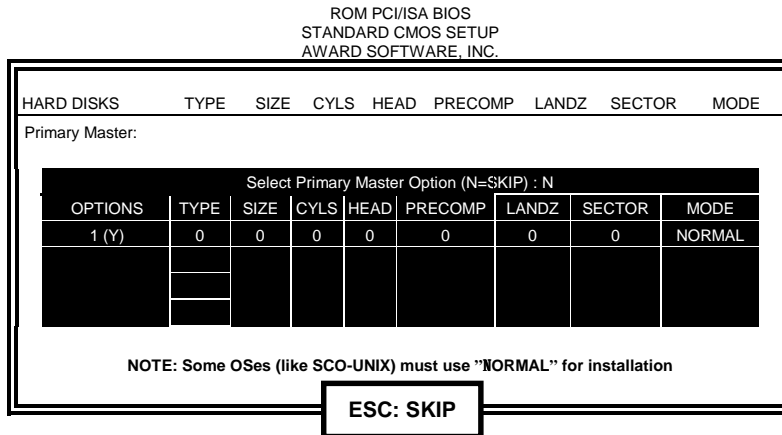 ROM PCI/ISA BIOS
STANDARD CMOS SETUP
AWARD SOFTWARE, INC.
HARD DISKS TYPE SIZE CYLS HEAD PRECOMP LANDZ SECTOR MODE
Primary Master:
Select Primary Master Option (N=SKIP) : N
OPTIONS TYPE SIZE CYLS HEAD PRECOMP LANDZ SECTOR MODE
1 (Y) 0 0 0 0 0 0 0 NORMAL
NOTE: Some OSes (like SCO-UNIX) must use ”NORMAL” for installation
ESC: SKIP